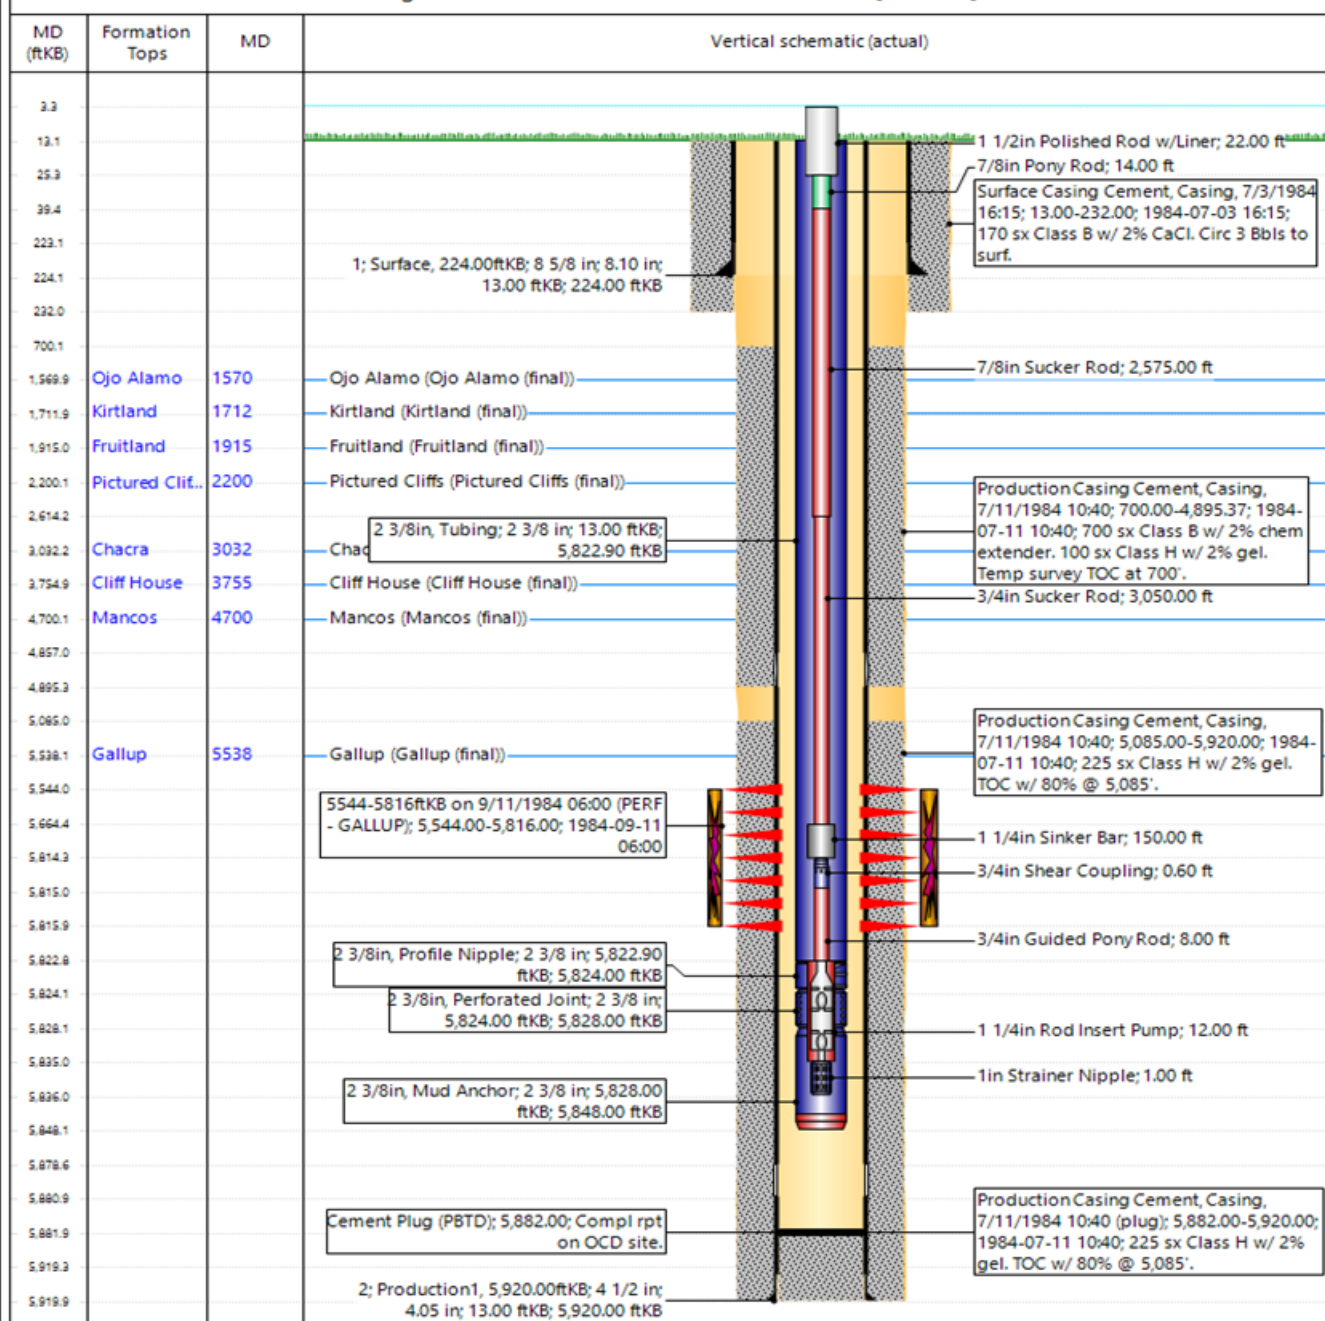 MD
(ftKB)
Formation
Tops
MD
Vertical schematic (actual)
3.3
13.1
25.3
39.4
223.1
224.1
232.0
700.1
1,569.9
1,711.9
1,915.0
2,200.1
2,614.2
3,032.2
3,754.9
4,700.1
4,857.0
4,895.3
5,085.0
5,538.1
5,544.0
5,664.4
5,814.3
5,815.0
5,815.9
5,822.8
5,824.1
5,828.1
5,835.0
5,836.0
5,848.1
5,878.6
5,880.9
5,881.9
5,919.3
5,919.9
Ojo Alamo 1570
Kirtland 1712
Fruitland 1915
Pictured Clif... 2200
Chacra 3032
Cliff House 3755
Mancos 4700
Gallup 5538
1; Surface, 224.00ftKB; 8 5/8 in; 8.10 in;
13.00 ftKB; 224.00 ftKB
Ojo Alamo (Ojo Alamo (final))
Kirtland (Kirtland (final))
Fruitland (Fruitland (final))
Pictured Cliffs (Pictured Cliffs (final))
2 3/8in, Tubing; 2 3/8 in; 13.00 ftKB;
5,822.90 ftKB
Cliff House (Cliff House (final))
Mancos (Mancos (final))
Gallup (Gallup (final))
5544-5816ftKB on 9/11/1984 06:00 (PERF
- GALLUP); 5,544.00-5,816.00; 1984-09-11
06:00
2 3/8in, Profile Nipple; 2 3/8 in; 5,822.90
ftKB; 5,824.00 ftKB
2 3/8in, Perforated Joint; 2 3/8 in;
5,824.00 ftKB; 5,828.00 ftKB
2 3/8in, Mud Anchor; 2 3/8 in; 5,828.00
ftKB; 5,848.00 ftKB
Cement Plug (PBTD); 5,882.00; Compl rpt
on OCD site.
2; Production1, 5,920.00ftKB; 4 1/2 in;
4.05 in; 13.00 ftKB; 5,920.00 ftKB
1 1/2in Polished Rod w/Liner; 22.00 ft
7/8in Pony Rod; 14.00 ft
Surface Casing Cement, Casing, 7/3/1984
16:15; 13.00-232.00; 1984-07-03 16:15;
170 sx Class B w/ 2% CaCl. Circ 3 Bbls to
surf.
7/8in Sucker Rod; 2,575.00 ft
Production Casing Cement, Casing,
7/11/1984 10:40; 700.00-4,895.37; 1984-
07-11 10:40; 700 sx Class B w/ 2% chem
extender. 100 sx Class H w/ 2% gel.
Temp survey TOC at 700'.
3/4in Sucker Rod; 3,050.00 ft
Production Casing Cement, Casing,
7/11/1984 10:40; 5,085.00-5,920.00; 1984-
07-11 10:40; 225 sx Class H w/ 2% gel.
TOC w/ 80% @ 5,085'.
1 1/4in Sinker Bar; 150.00 ft
3/4in Shear Coupling; 0.60 ft
3/4in Guided Pony Rod; 8.00 ft
1 1/4in Rod Insert Pump; 12.00 ft
1in Strainer Nipple; 1.00 ft
Production Casing Cement, Casing,
7/11/1984 10:40 (plug); 5,882.00-5,920.00;
1984-07-11 10:40; 225 sx Class H w/ 2%
gel. TOC w/ 80% @ 5,085'.